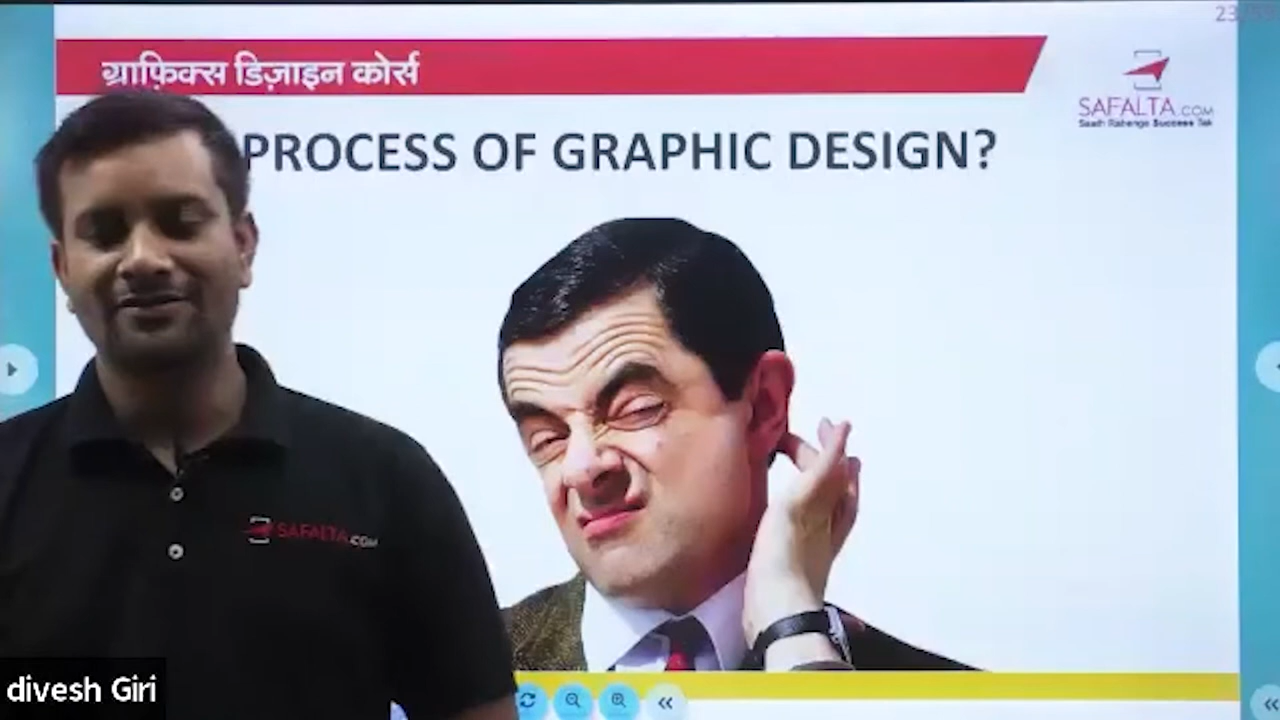 ग्राफ़िक्स डिज़ाइन कोर्स
SAFALTA.COM
Saath Rahenge Success Tak
PROCESS OF GRAPHIC DESIGN?
SAFALTA.COM
divesh Giri